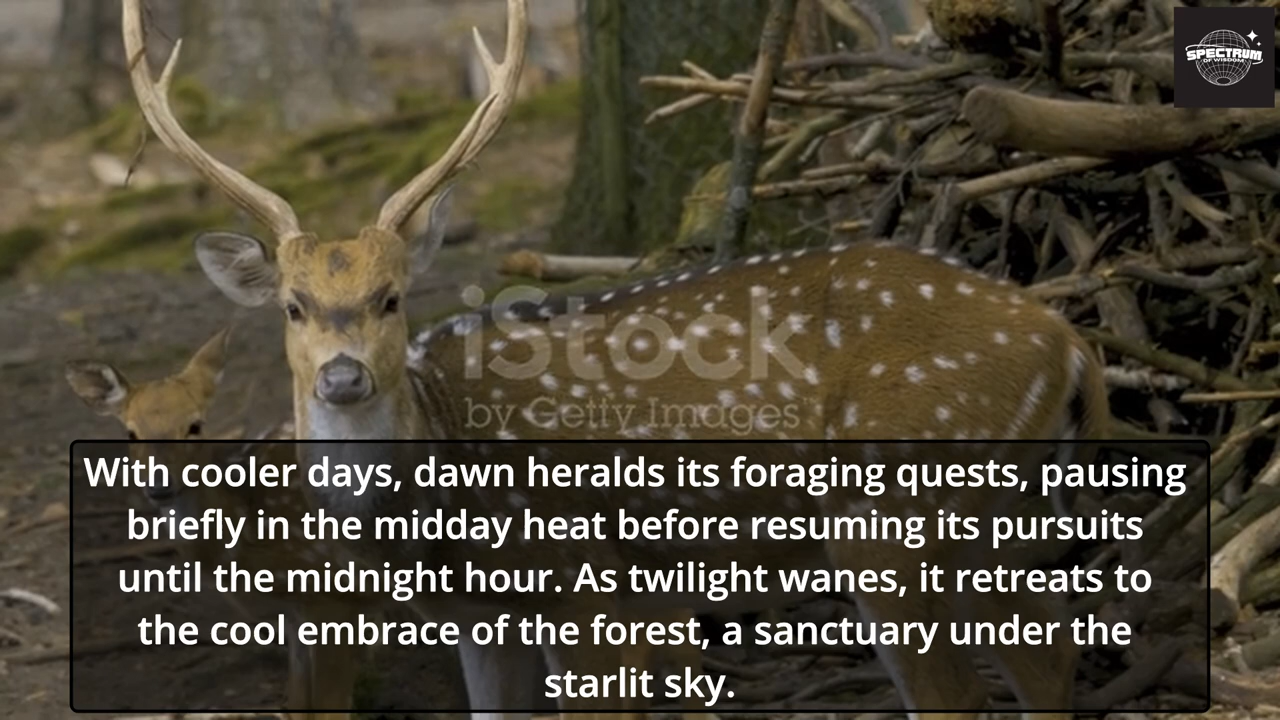 SPECTRUM
OF WISDOM
iStock
by Getty Images™
With cooler days, dawn heralds its foraging quests, pausing
briefly in the midday heat before resuming its pursuits
until the midnight hour. As twilight wanes, it retreats to
the cool embrace of the forest, a sanctuary under the
starlit sky.